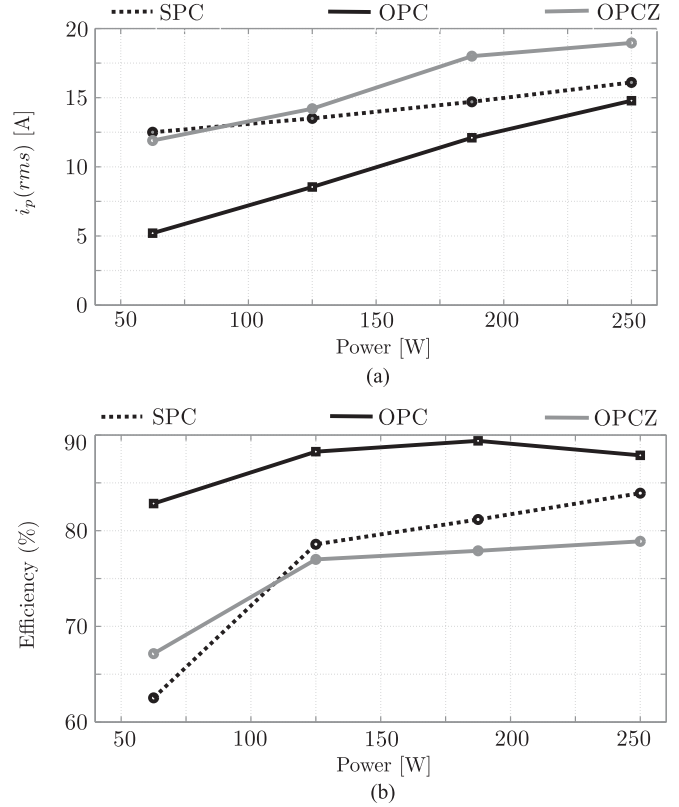 SPC OPC OPCZ
20
15
10
5
0
i_p(rms) [A]
50 100 150 200 250
Power [W]
(a)
SPC OPC OPCZ
90
80
70
60
Efficiency (%)
50 100 150 200 250
Power [W]
(b)